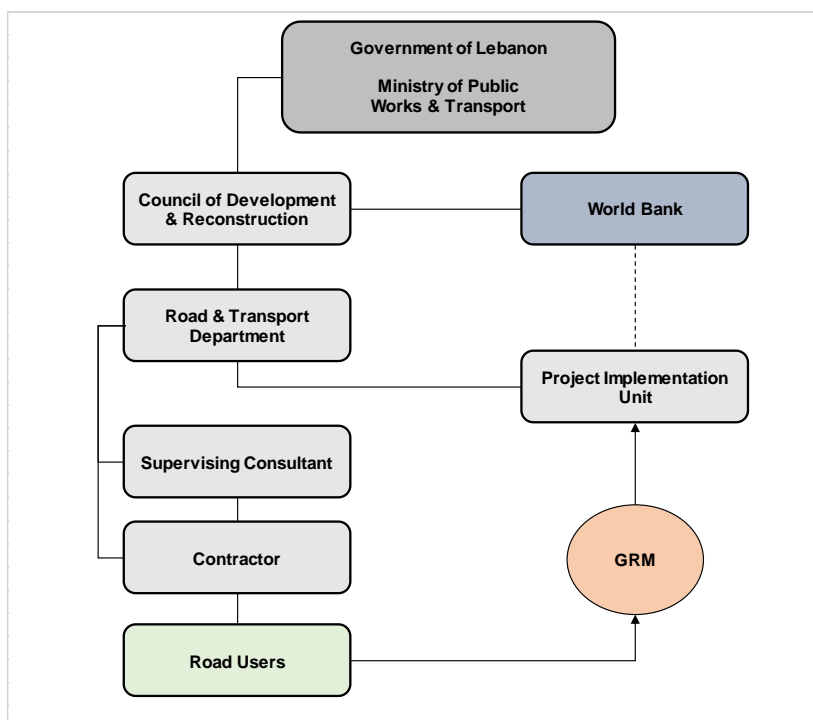 Government of Lebanon
Ministry of Public
Works & Transport
Council of Development
& Reconstruction
World Bank
Road & Transport
Department
Project Implementation
Unit
Supervising Consultant
Contractor
GRM
Road Users